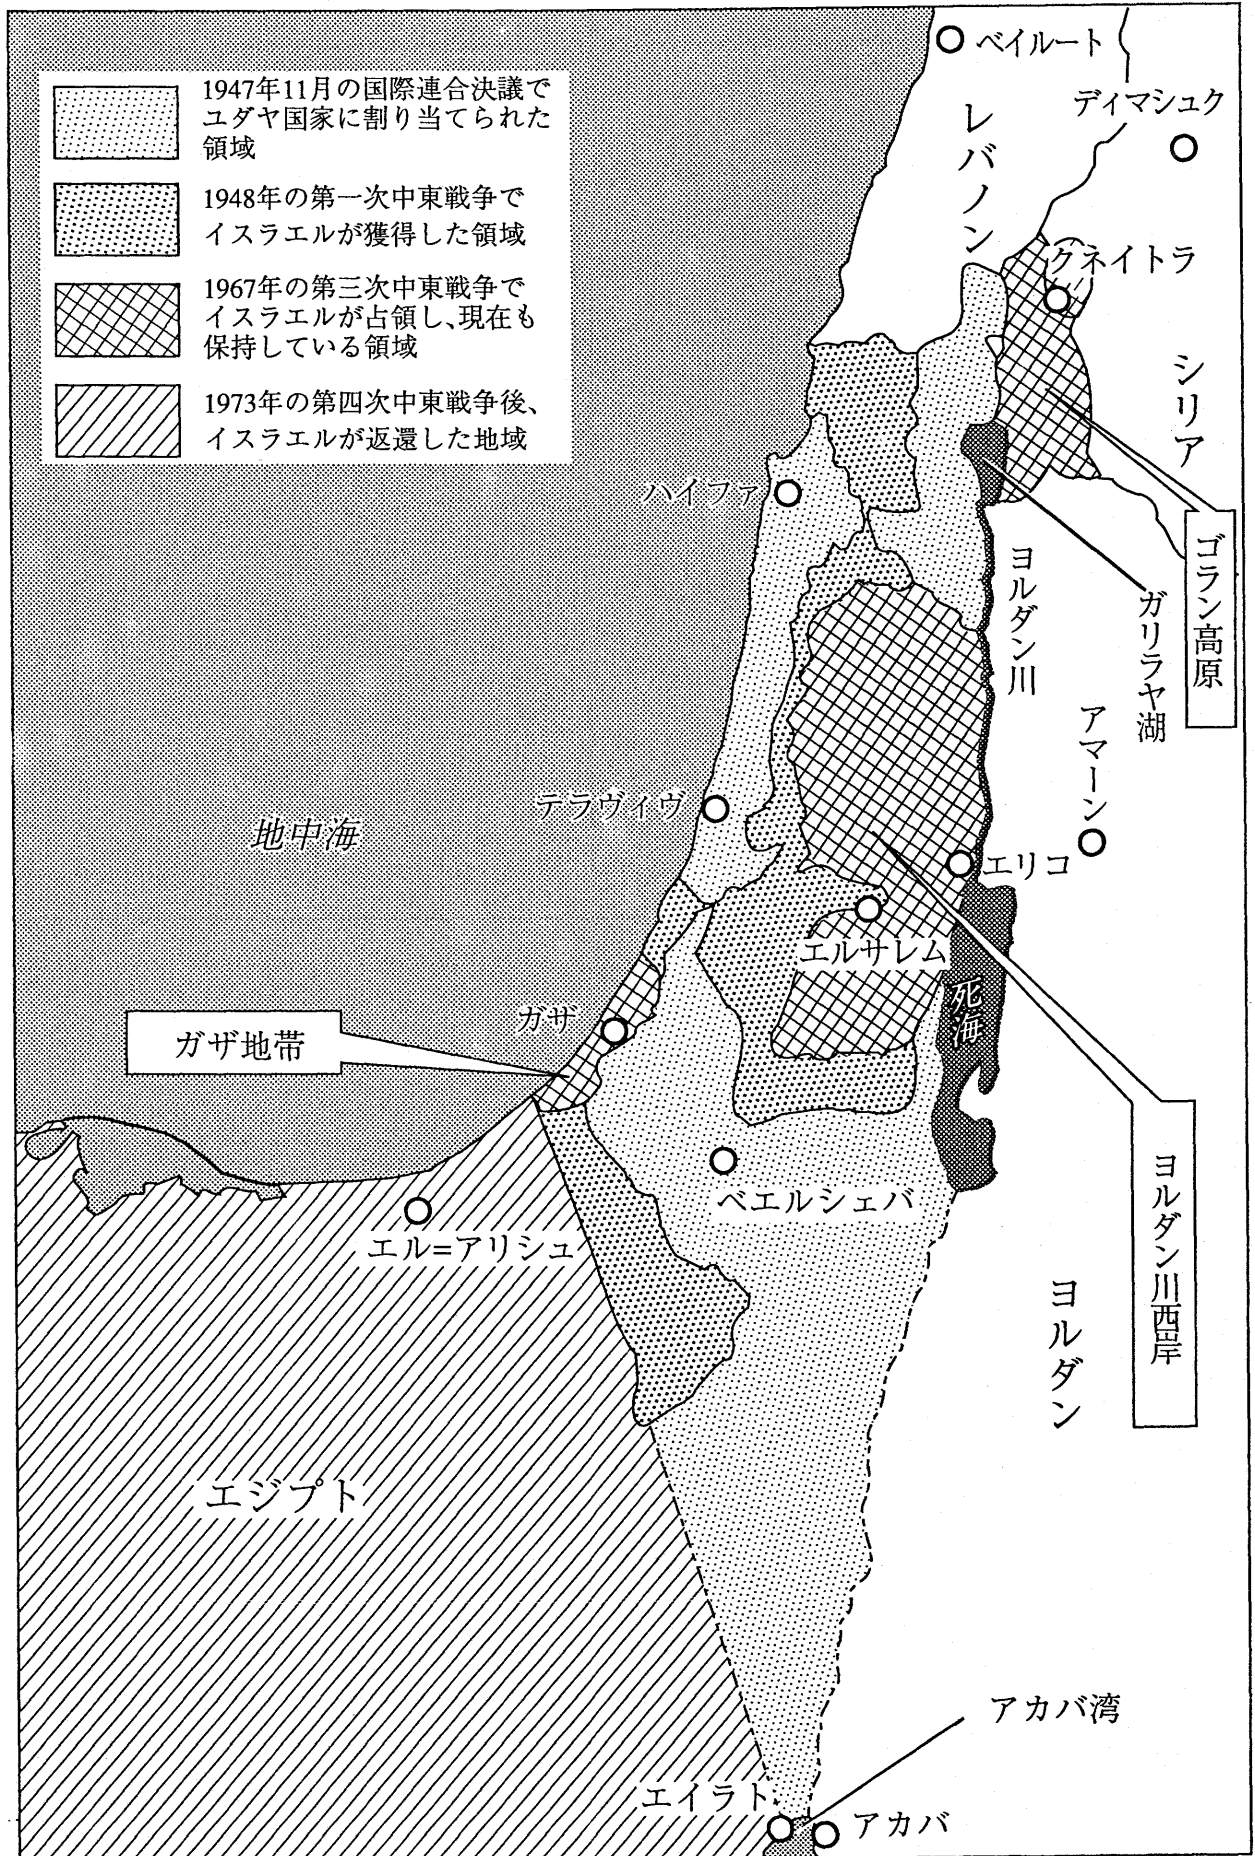 1947年11月の国際連合決議で
ユダヤ国家に割り当てられた
領域
1948年の第一次中東戦争で
イスラエルが獲得した領域
1967年の第三次中東戦争で
イスラエルが占領し、現在も
保持している領域
1973年の第四次中東戦争後、
イスラエルが返還した地域
ベイルート
ディマシュク
レバノン
クネイトラ
シリア
ハイファ
ゴラン高原
ヨルダン川
ガリラヤ湖
アマーン
テラヴィヴ
地中海
エリコ
エルサレム
死海
ガザ
ガザ地帯
ベエルシェバ
ヨルダン川西岸
エル=アリシュ
ヨルダン
エジプト
アカバ湾
エイラト
アカバ